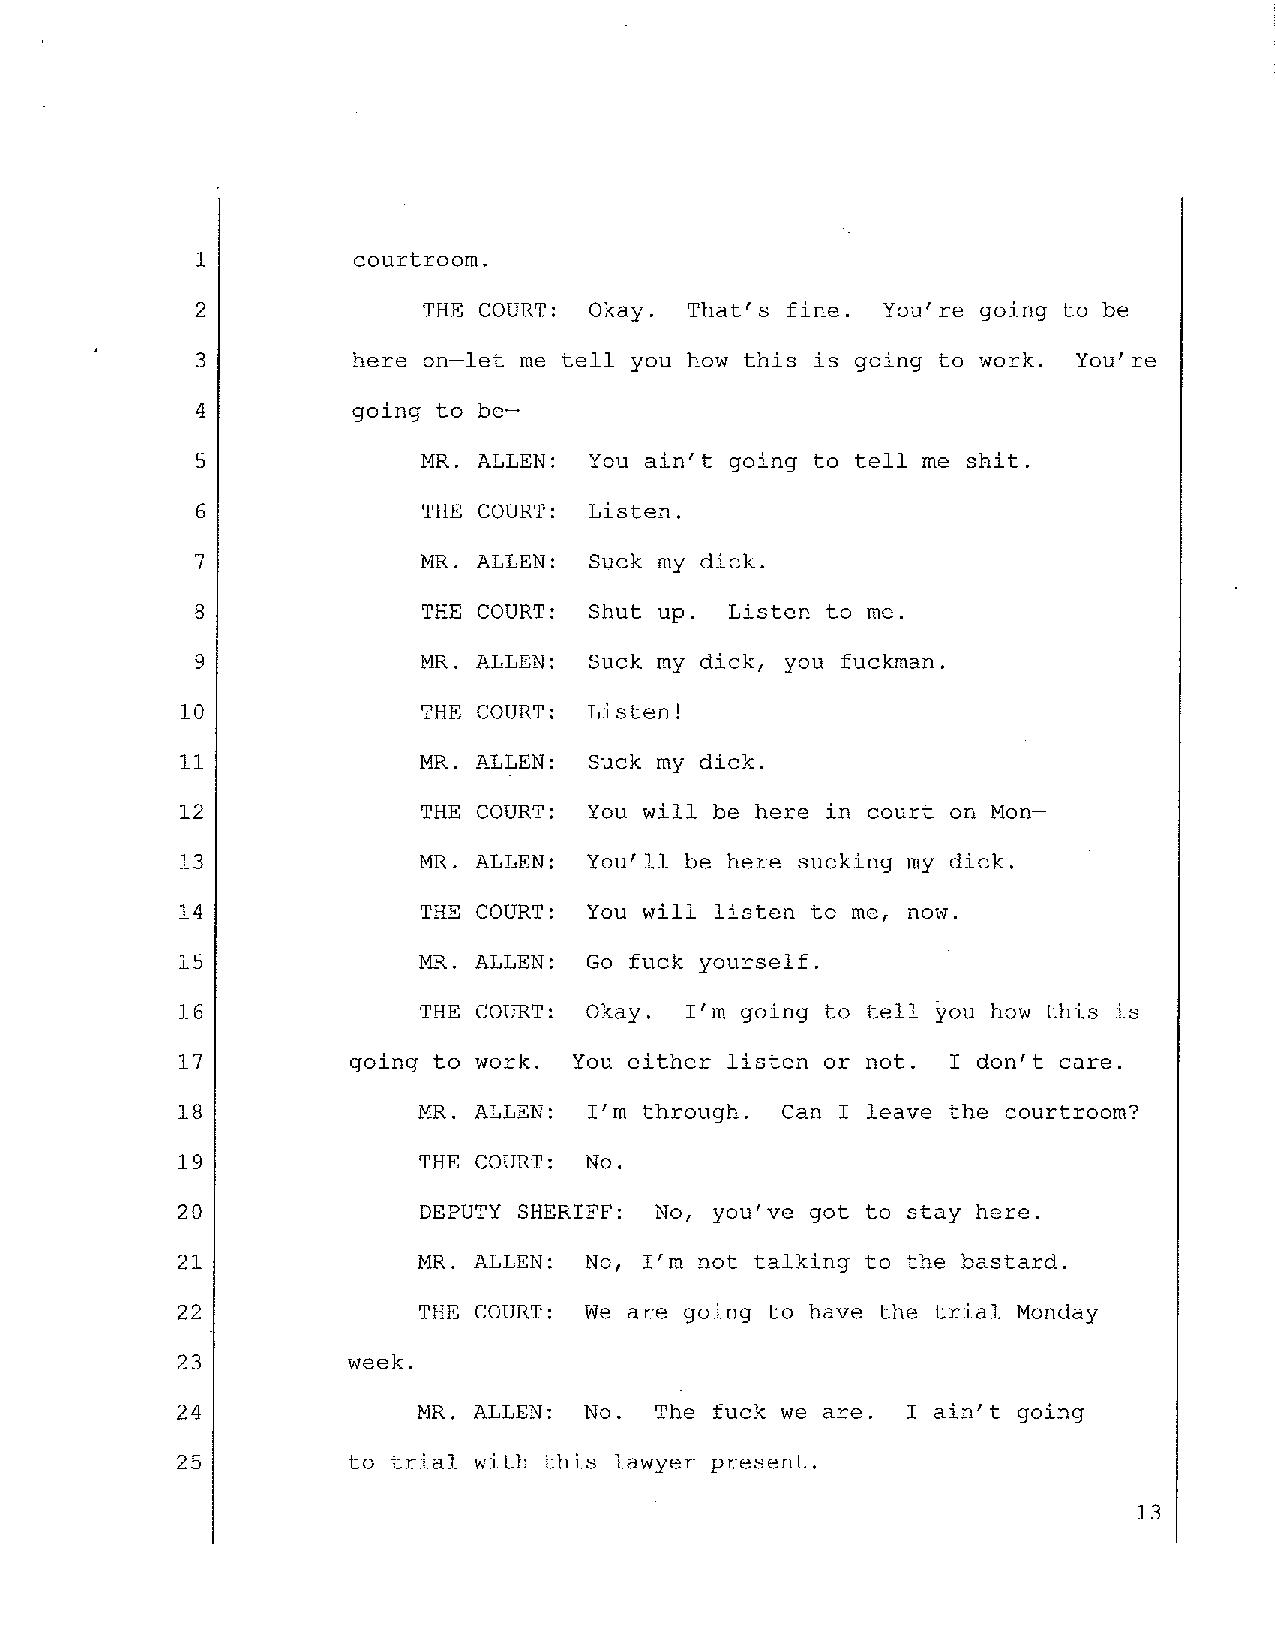 1 courtroom.
2 THE COURT: Okay. That's fine. You're going to be
3 here on—let me tell you how this is going to work. You're
4 going to be—
5 MR. ALLEN: You ain't going to tell me shit.
6 THE COURT: Listen.
7 MR. ALLEN: Suck my dick.
8 THE COURT: Shut up. Listen to me.
9 MR. ALLEN: Suck my dick, you fuckman.
10 THE COURT: Listen!
11 MR. ALLEN: Suck my dick.
12 THE COURT: You will be here in court on Mon—
13 MR. ALLEN: You'll be here sucking my dick.
14 THE COURT: You will listen to me, now.
15 MR. ALLEN: Go fuck yourself.
16 THE COURT: Okay. I'm going to tell you how this is
17 going to work. You either listen or not. I don't care.
18 MR. ALLEN: I'm through. Can I leave the courtroom?
19 THE COURT: No.
20 DEPUTY SHERIFF: No, you've got to stay here.
21 MR. ALLEN: No, I'm not talking to the bastard.
22 THE COURT: We are going to have the trial Monday
23 week.
24 MR. ALLEN: No. The fuck we are. I ain't going
25 to trial with this lawyer present.
13